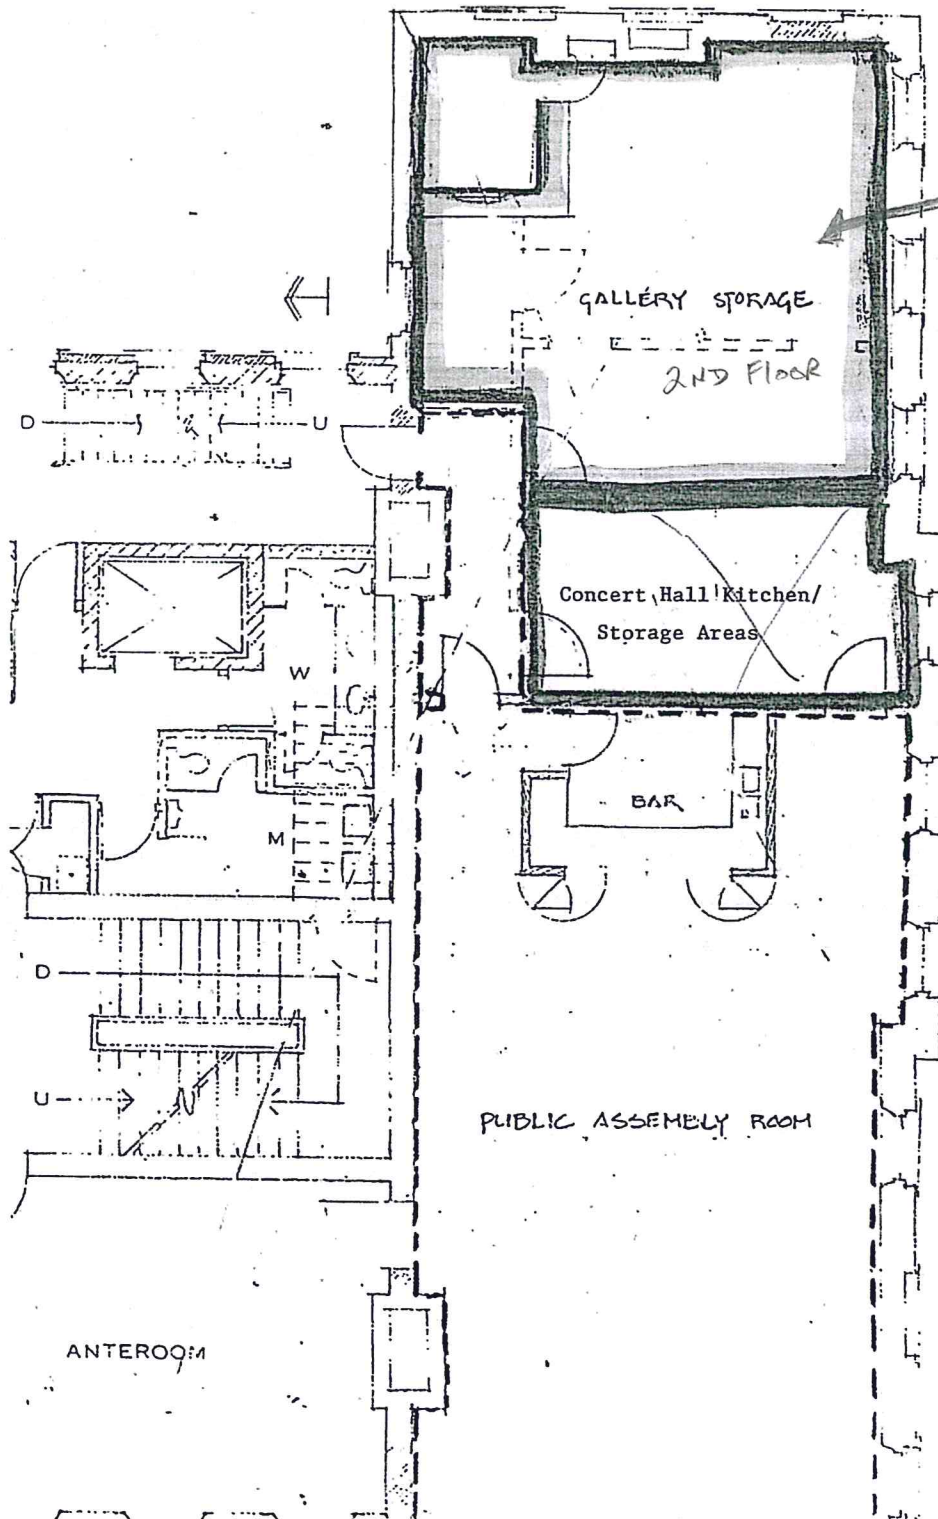 GALLERY STORAGE
2ND FLOOR
D
U
Concert Hall Kitchen/
Storage Areas
W
BAR
M
D
U
PUBLIC ASSEMBLY ROOM
ANTEROOM